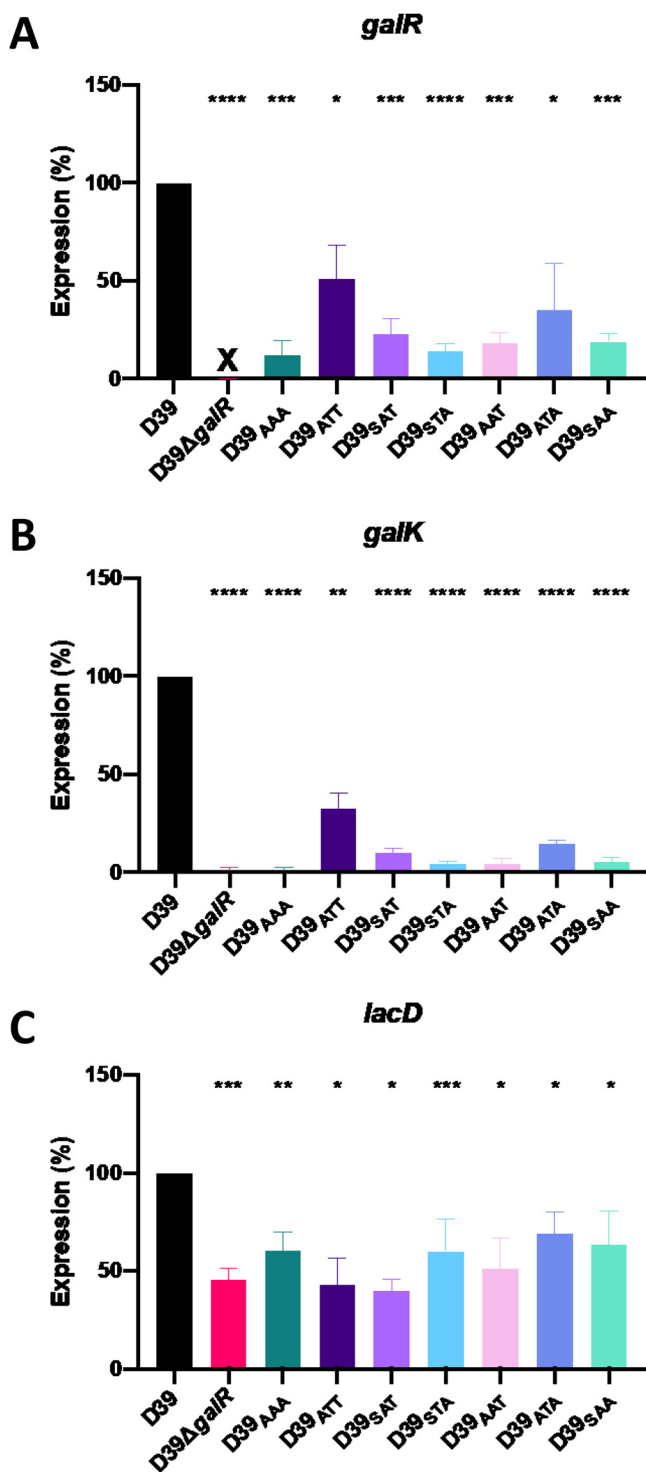 A
galR
Expression (%)
150
100
50
0
**** *** * *** **** *** * ***
X
D39 D39ΔgalR D39AAA D39ATT D39SAT D39STA D39AAT D39ATA D39SAA
B
galK
Expression (%)
150
100
50
0
**** **** ** **** **** **** **** ****
D39 D39ΔgalR D39AAA D39ATT D39SAT D39STA D39AAT D39ATA D39SAA
C
lacD
Expression (%)
150
100
50
0
*** ** * * *** * * *
D39 D39ΔgalR D39AAA D39ATT D39SAT D39STA D39AAT D39ATA D39SAA